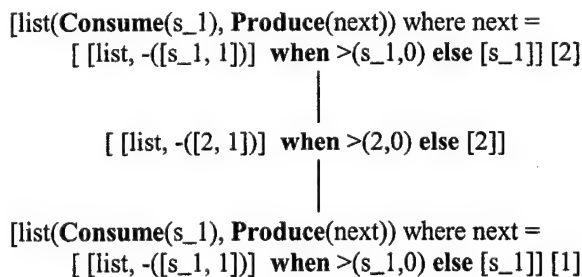 [list(Consume(s_1), Produce(next)) where next =
[ [list, -([s_1, 1])] when >(s_1,0) else [s_1]] [2]
[ [list, -([2, 1])] when >(2,0) else [2]]
[list(Consume(s_1), Produce(next)) where next =
[ [list, -([s_1, 1])] when >(s_1,0) else [s_1]] [1]